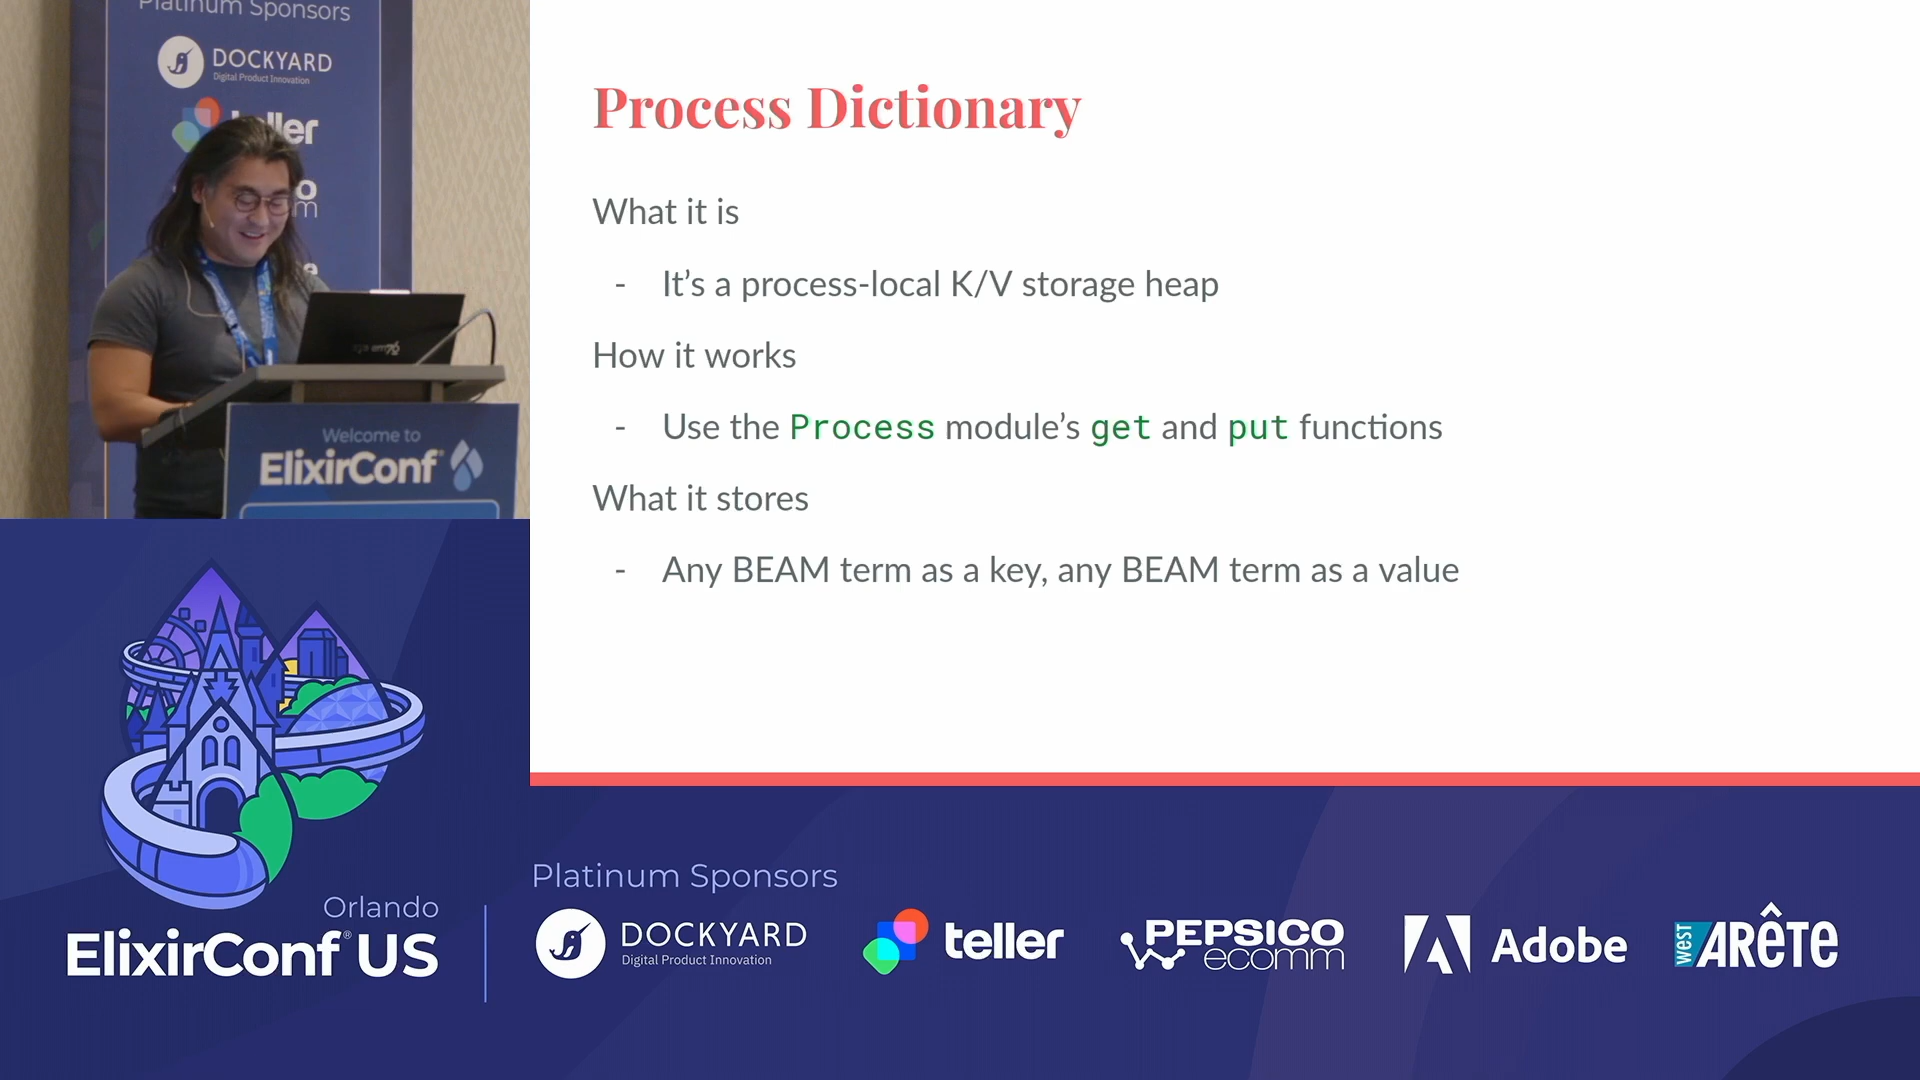 Platinum Sponsors
DOCKYARD
Digital Product Innovation
teller
Welcome to
ElixirConf
Process Dictionary
What it is
- It’s a process-local K/V storage heap
How it works
- Use the Process module’s get and put functions
What it stores
- Any BEAM term as a key, any BEAM term as a value
Orlando
ElixirConf® US
Platinum Sponsors
DOCKYARD
Digital Product Innovation
teller
PEPSICO
ecomm
Adobe
west ARêTE